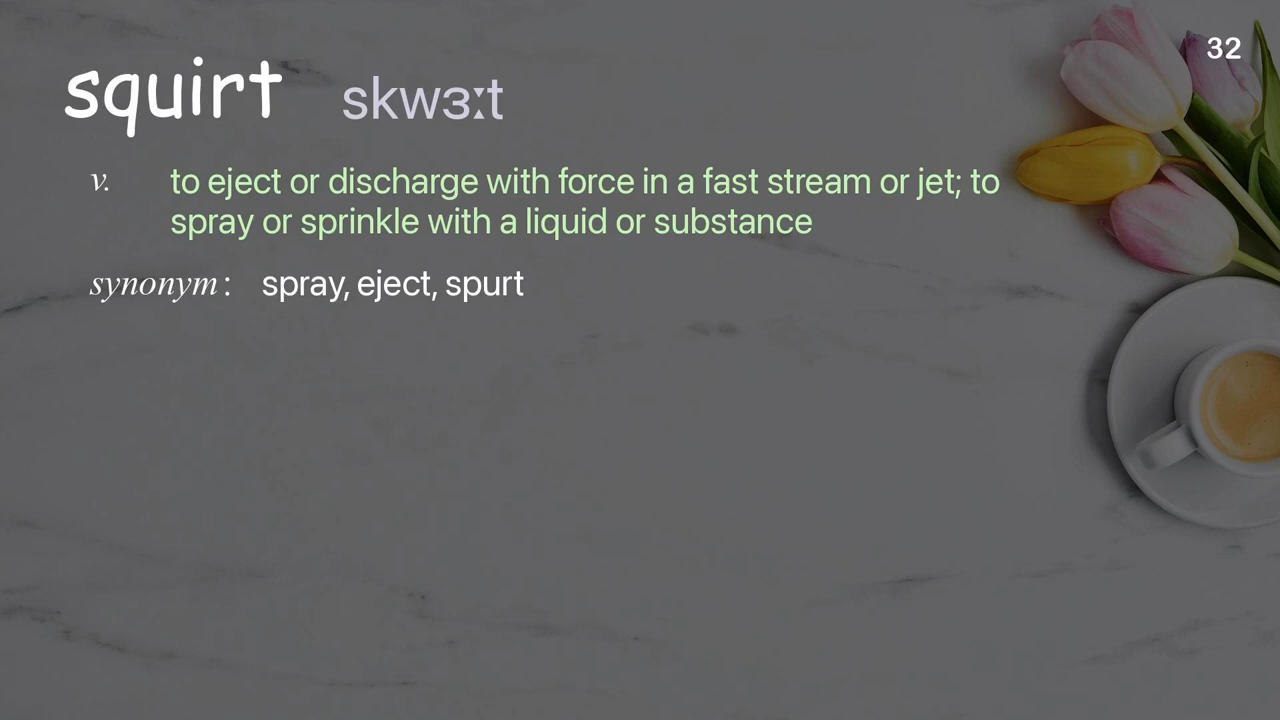 32
squirt skwɜːt
v. to eject or discharge with force in a fast stream or jet; to
spray or sprinkle with a liquid or substance
synonym: spray, eject, spurt